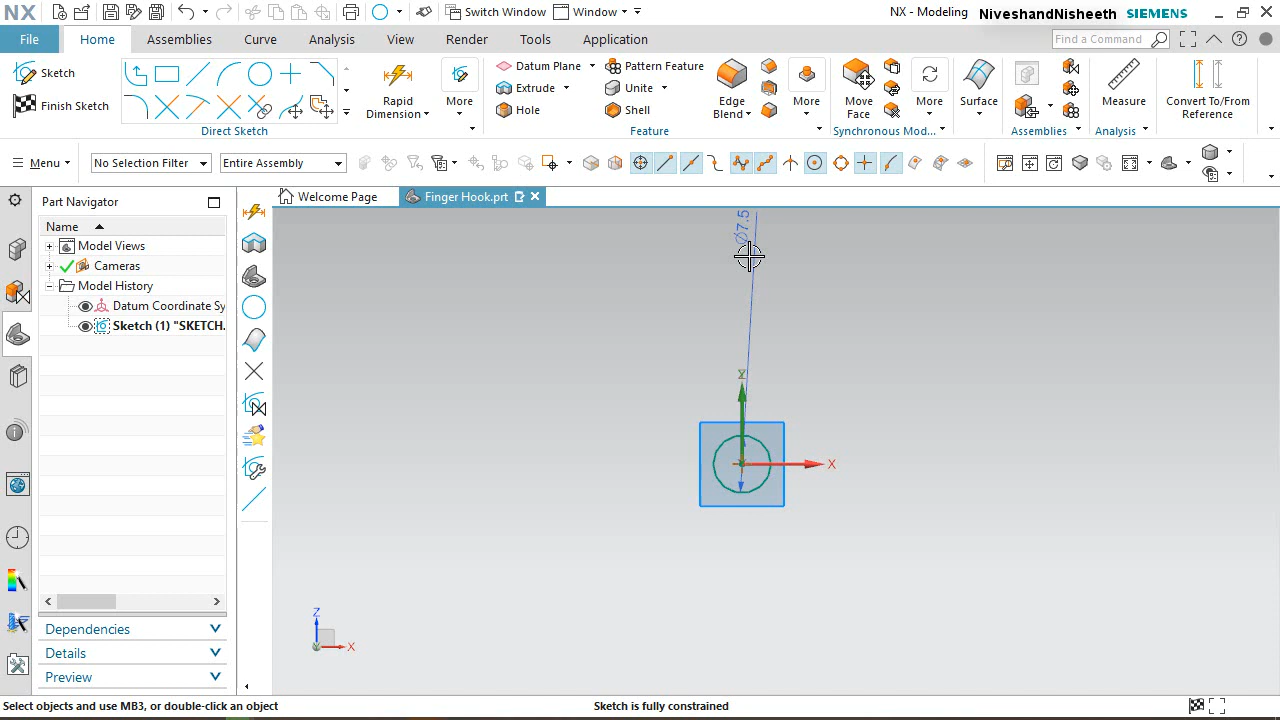 NX
Switch Window
Window
NX - Modeling
NiveshandNisheeth
SIEMENS
File
Home
Assemblies
Curve
Analysis
View
Render
Tools
Application
Find a Command
Sketch
Finish Sketch
Direct Sketch
Rapid
Dimension
More
Datum Plane
Extrude
Hole
Pattern Feature
Unite
Shell
Edge
Blend
More
Feature
Move
Face
More
Synchronous Mod...
Surface
Assemblies
Measure
Analysis
Convert To/From
Reference
Menu
No Selection Filter
Entire Assembly
Part Navigator
Welcome Page
Finger Hook.prt
Name
Model Views
Cameras
Model History
Datum Coordinate Sy
Sketch (1) "SKETCH.
Ø7.5
Y
X
Z
X
Dependencies
Details
Preview
Select objects and use MB3, or double-click an object
Sketch is fully constrained